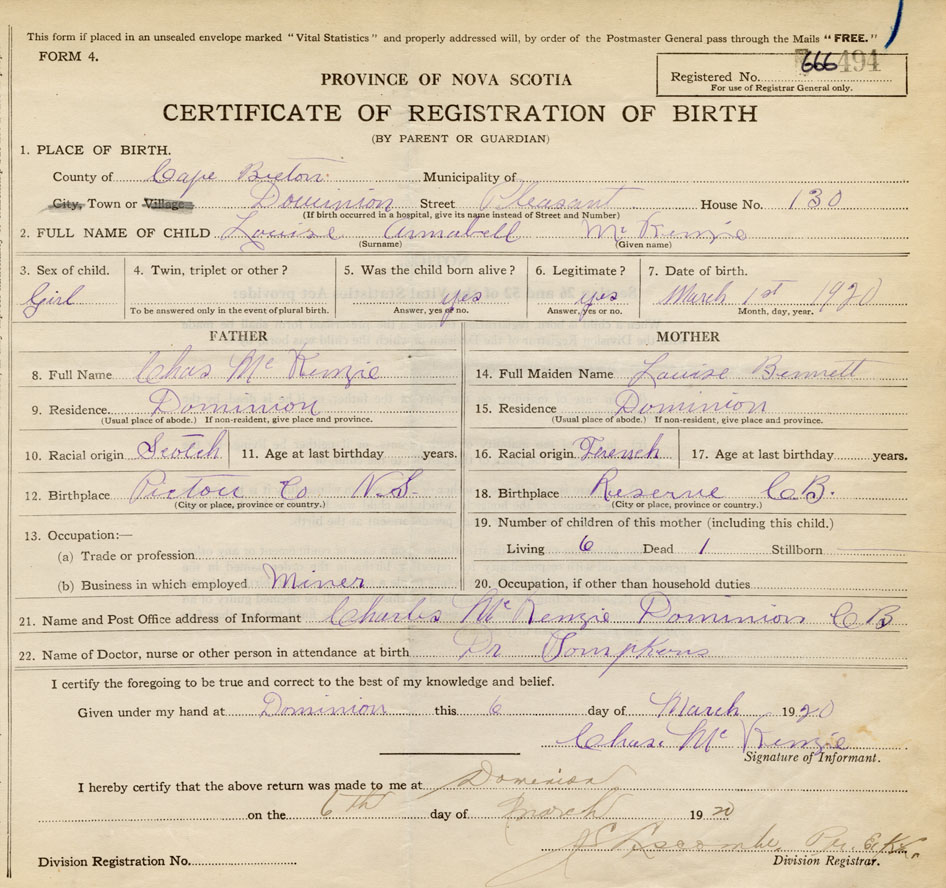 This form if placed in an unsealed envelope marked "Vital Statistics" and properly addressed will, by order of the Postmaster General pass through the Mails "FREE."
FORM 4.
666 494
PROVINCE OF NOVA SCOTIA
Registered No.
For use of Registrar General only.
CERTIFICATE OF REGISTRATION OF BIRTH
(BY PARENT OR GUARDIAN)
1. PLACE OF BIRTH.
County of Cape Breton Municipality of
City, Town or Village Dominion Street Pleasant House No. 130
(If birth occurred in a hospital, give its name instead of Street and Number)
2. FULL NAME OF CHILD Louise Annabell McKenzie
(Surname) (Given name)
3. Sex of child. 4. Twin, triplet or other? 5. Was the child born alive? 6. Legitimate? 7. Date of birth.
Girl yes yes March 1st 1920
To be answered only in the event of plural birth. Answer, yes or no. Answer, yes or no. Month, day, year.
FATHER MOTHER
8. Full Name Chas McKenzie 14. Full Maiden Name Louise Bennett
9. Residence. Dominion 15. Residence Dominion
(Usual place of abode.) If non-resident, give place and province. (Usual place of abode.) If non-resident, give place and province.
10. Racial origin Scotch 11. Age at last birthday years. 16. Racial origin French 17. Age at last birthday years.
12. Birthplace Pictou Co N.S. 18. Birthplace Reserve C.B.
(City or place, province or country.) (City or place, province or country.)
13. Occupation:— 19. Number of children of this mother (including this child.)
(a) Trade or profession Living 6 Dead 1 Stillborn
(b) Business in which employed Miner 20. Occupation, if other than household duties
21. Name and Post Office address of Informant Charles McKenzie Dominion C B
22. Name of Doctor, nurse or other person in attendance at birth Dr Tompkins
I certify the foregoing to be true and correct to the best of my knowledge and belief.
Given under my hand at Dominion this 6 day of March 1920
Chas. McKenzie
Signature of Informant.
I hereby certify that the above return was made to me at Dominion
on the 6th day of March 1920
Per. E.K.
Division Registration No. Division Registrar.